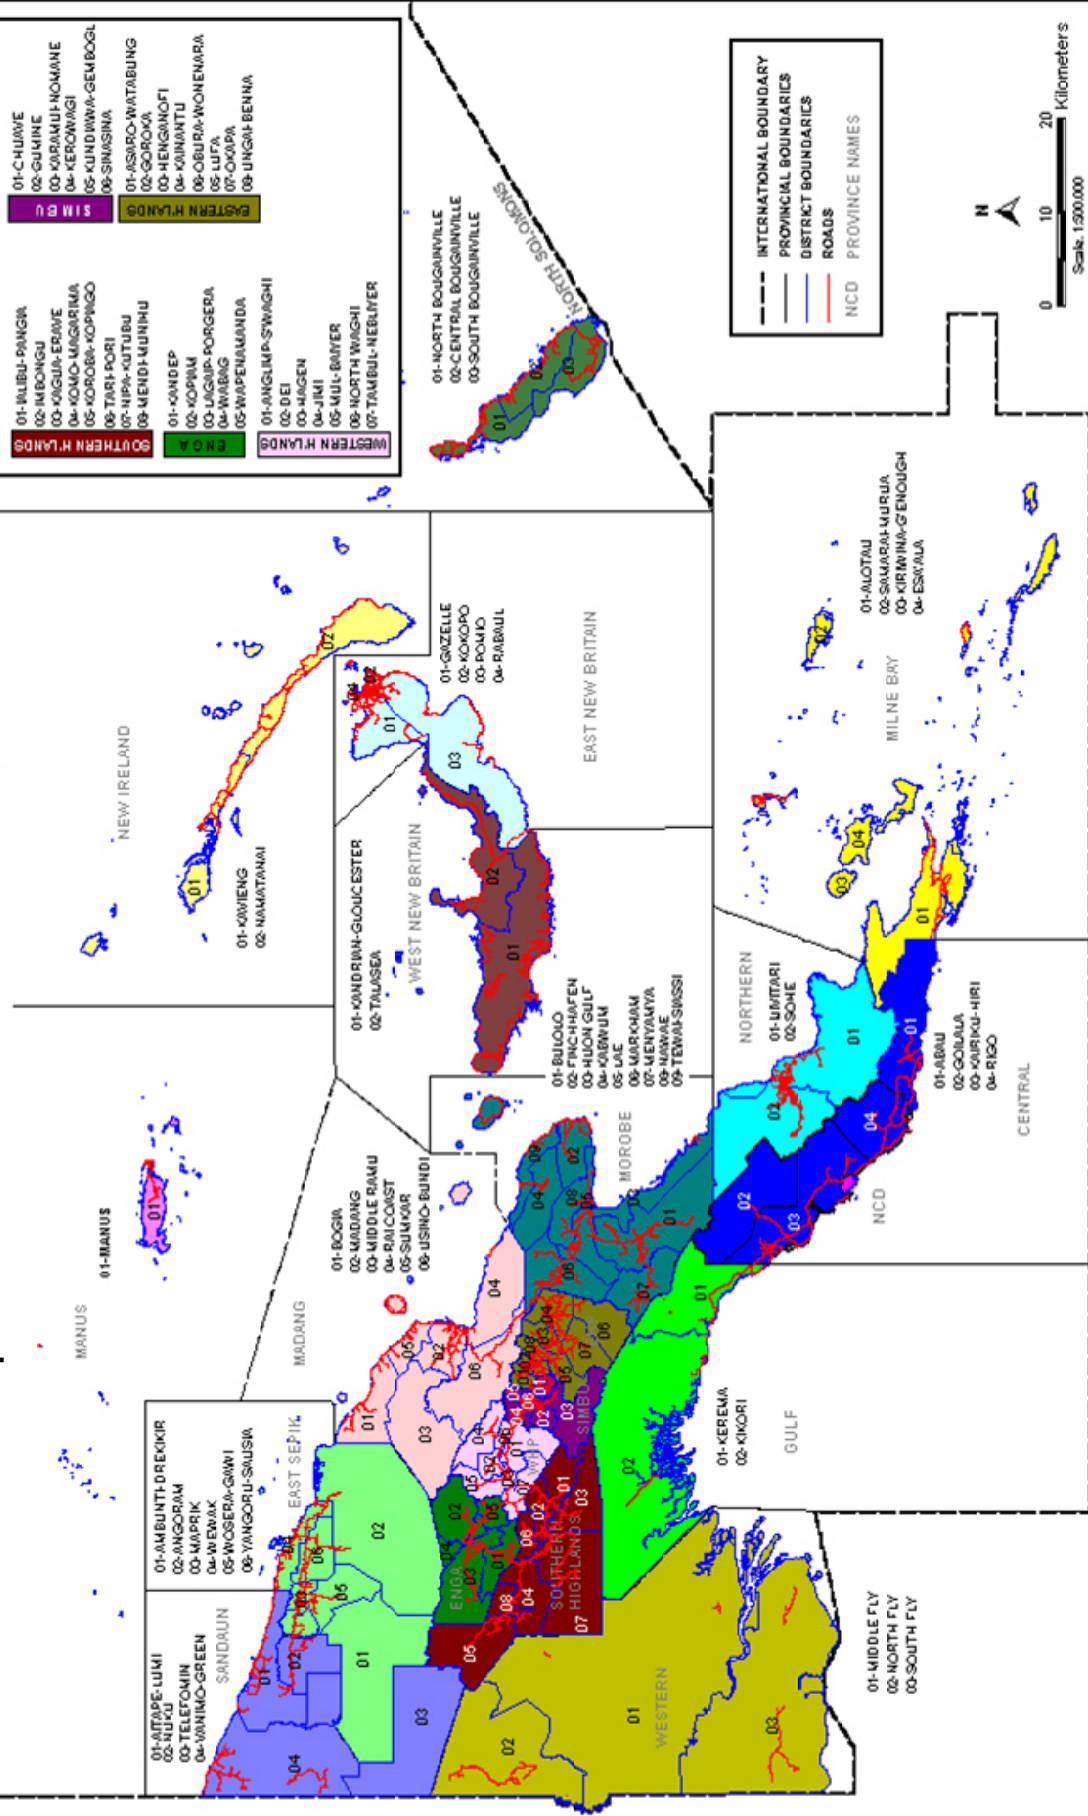 01-AITAPE-LUMI
02-NUKU
03-TELEFOMIN
04-VANIMO-GREEN
SANDAUN
01-AMBUNTI-DREKIKIR
02-ANGORAM
03-MAPRIK
04-WEWAK
05-WOSERA-GAWI
06-YANGORU-SAUSIA
EAST SEPIK
MANUS
01-MANUS
MADANG
01-BOGIA
02-MADANG
03-MIDDLE RAMU
04-RAICOAST
05-SUMKAR
06-USINO-BUNDI
NEW IRELAND
01-KAVIENG
02-NAMATANAI
SOUTHERN H'LANDS
01-IALIBU-PANGIA
02-IMBONGU
03-KAGUA-ERAVE
04-KOMO-MAGARIMA
05-KOROBA-KOPIAGO
06-TARI-PORI
07-NIPA-KUTUBU
08-MENDI-MUNIHU
ENGA
01-KANDEP
02-KOPIAM
03-LAGAIP-PORGERA
04-WABAG
05-WAPENAMANDA
WESTERN H'LANDS
01-ANGLIMP-S'WAGHI
02-DEI
03-HAGEN
04-JIMI
05-MUL-BAIYER
06-NORTH WAGHI
07-TAMBUL-NEBLIYER
SIMBU
01-CHUAVE
02-GUMINE
03-KARAMUI-NOMANE
04-KEROWAGI
05-KUNDIAWA-GEMBOGL
06-SINASINA
EASTERN H'LANDS
01-ASARO-WATABUNG
02-GOROKA
03-HENGANOFI
04-KAINANTU
06-OBURA-WONENARA
05-LUFA
07-OKAPA
08-UNGAI-BENNA
01-KANDRIAN-GLOUCESTER
02-TALASEA
WEST NEW BRITAIN
01-GAZELLE
02-KOKOPO
03-POMIO
04-RABAUL
EAST NEW BRITAIN
01-NORTH BOUGAINVILLE
02-CENTRAL BOUGAINVILLE
03-SOUTH BOUGAINVILLE
NORTH SOLOMONS
ENGA
WHP
SOUTHERN
HIGHLANDS
SIMBU
01-BULOLO
02-FINCHHAFEN
03-HUON GULF
04-KABWUM
05-LAE
06-MARKHAM
07-MENYAMYA
08-NAWAE
09-TEWAI-SIASSI
MOROBE
WESTERN
01-MIDDLE FLY
02-NORTH FLY
03-SOUTH FLY
01-KEREMA
02-KIKORI
GULF
NORTHERN
01-IJIVITARI
02-SOHE
NCD
01-ABAU
02-GOILALA
03-KAIRIKU-HIRI
04-RIGO
CENTRAL
01-ALOTAU
02-SAMARAI-MURUA
03-KIRIWINA-G'ENOUGH
04-ESA'ALA
MILNE BAY
INTERNATIONAL BOUNDARY
PROVINCIAL BOUNDARIES
DISTRICT BOUNDARIES
ROADS
NCD PROVINCE NAMES
N
0 10 20 Kilometers
Scale. 1:500.000